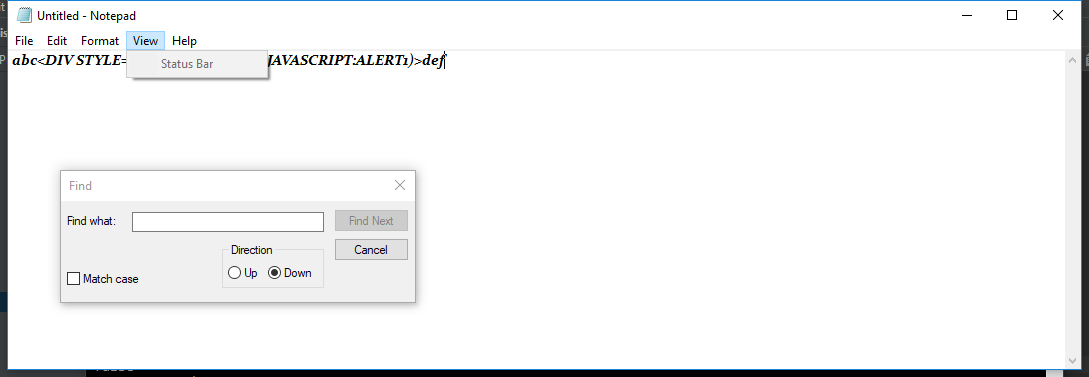 Untitled - Notepad
File Edit Format View Help
abc<DIV STYLE= JAVASCRIPT:ALERT1)>def
Status Bar
Find
Find what: Find Next
Direction Cancel
Up Down
Match case